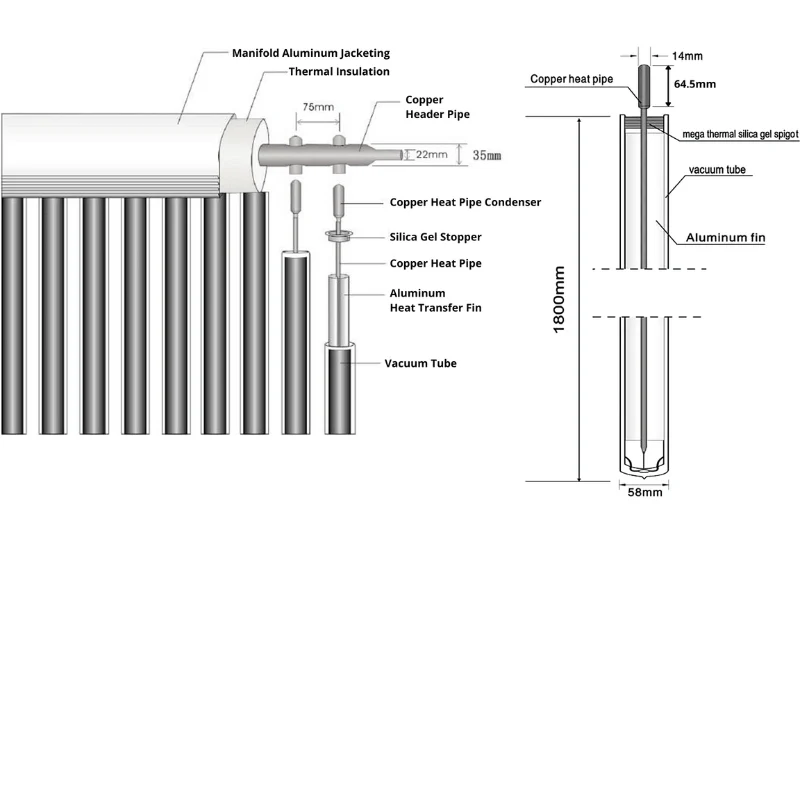 Manifold Aluminum Jacketing
Thermal Insulation
75mm
Copper
Header Pipe
22mm
35mm
Copper Heat Pipe Condenser
Silica Gel Stopper
Copper Heat Pipe
Aluminum
Heat Transfer Fin
Vacuum Tube
14mm
Copper heat pipe
64.5mm
mega thermal silica gel spigot
vacuum tube
Aluminum fin
1800mm
58mm